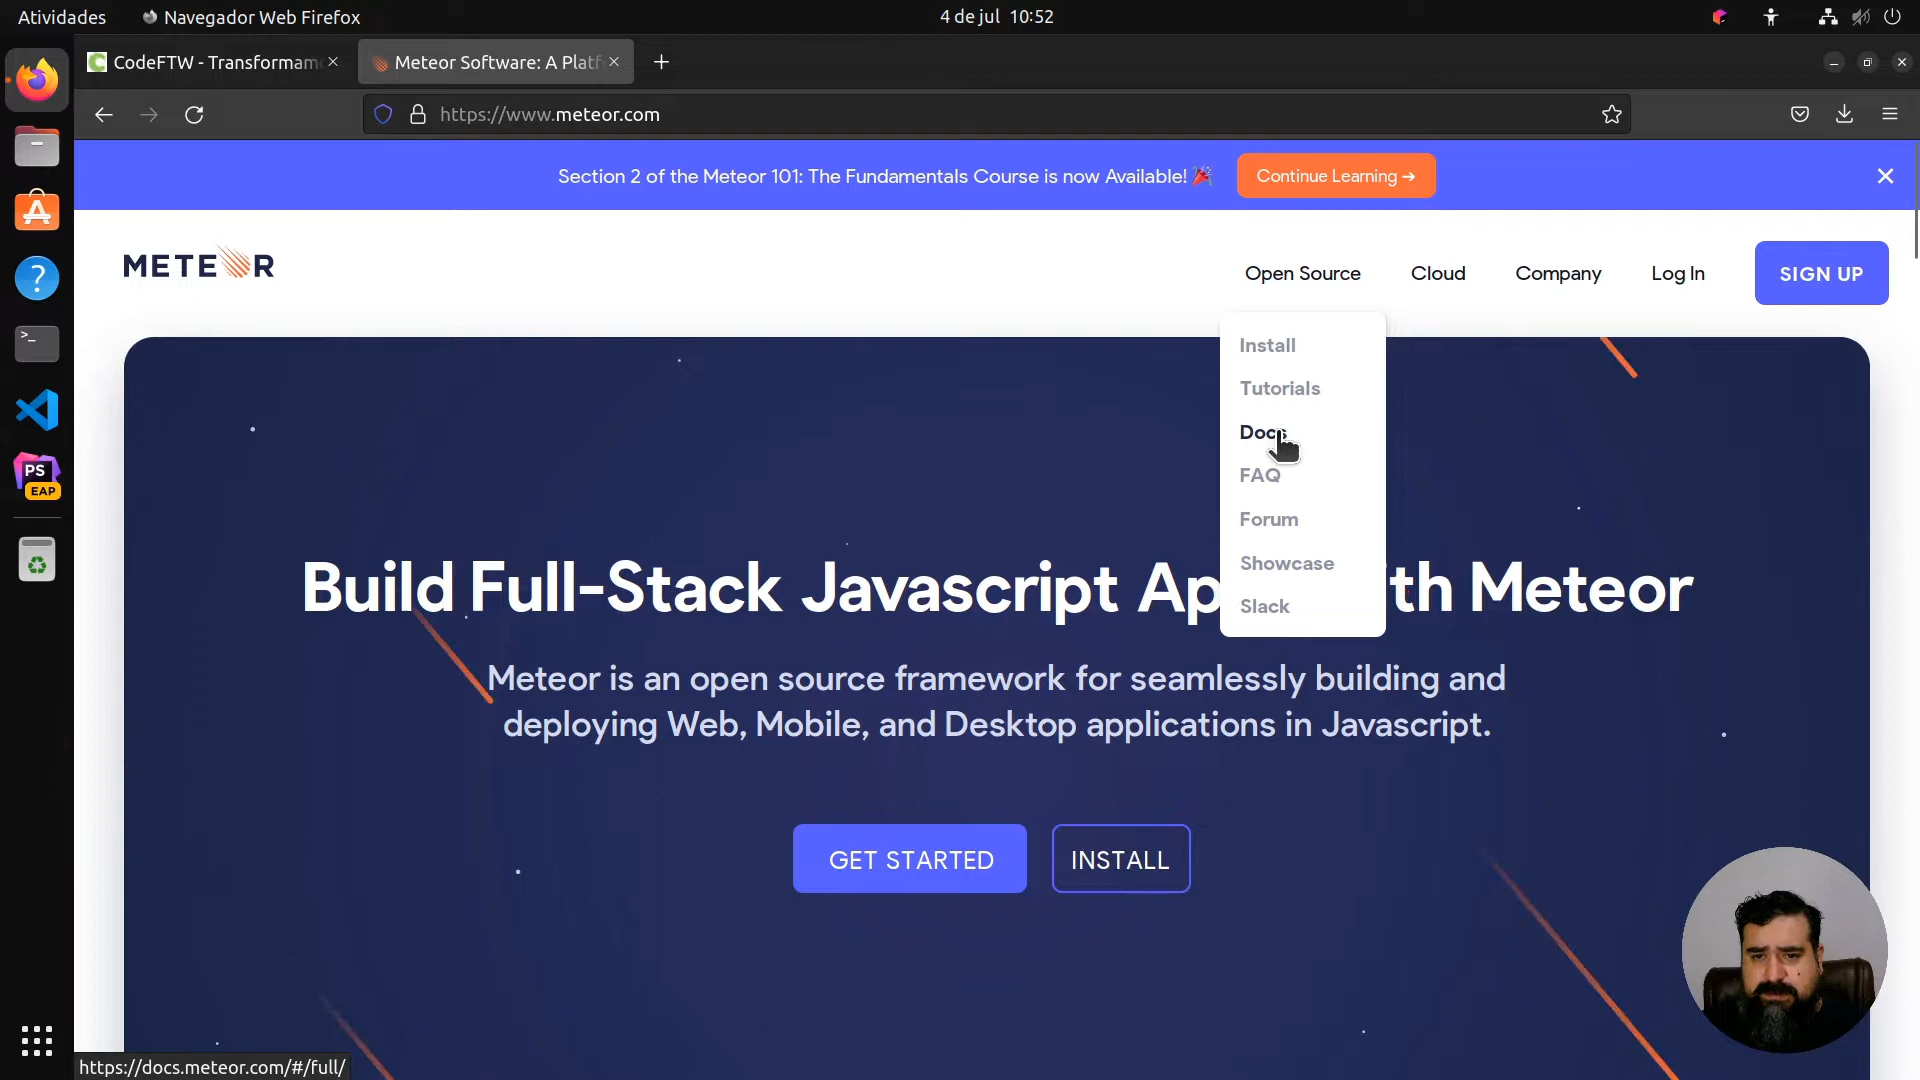 Atividades
Navegador Web Firefox
4 de jul 10:52
CodeFTW - Transformam
Meteor Software: A Platf
https://www.meteor.com
Section 2 of the Meteor 101: The Fundamentals Course is now Available! 🎉
Continue Learning →
METEOR
Open Source
Cloud
Company
Log In
SIGN UP
Install
Tutorials
Docs
FAQ
Forum
Showcase
Slack
Build Full-Stack Javascript Ap th Meteor
Meteor is an open source framework for seamlessly building and
deploying Web, Mobile, and Desktop applications in Javascript.
GET STARTED
INSTALL
PS
EAP
https://docs.meteor.com/#/full/